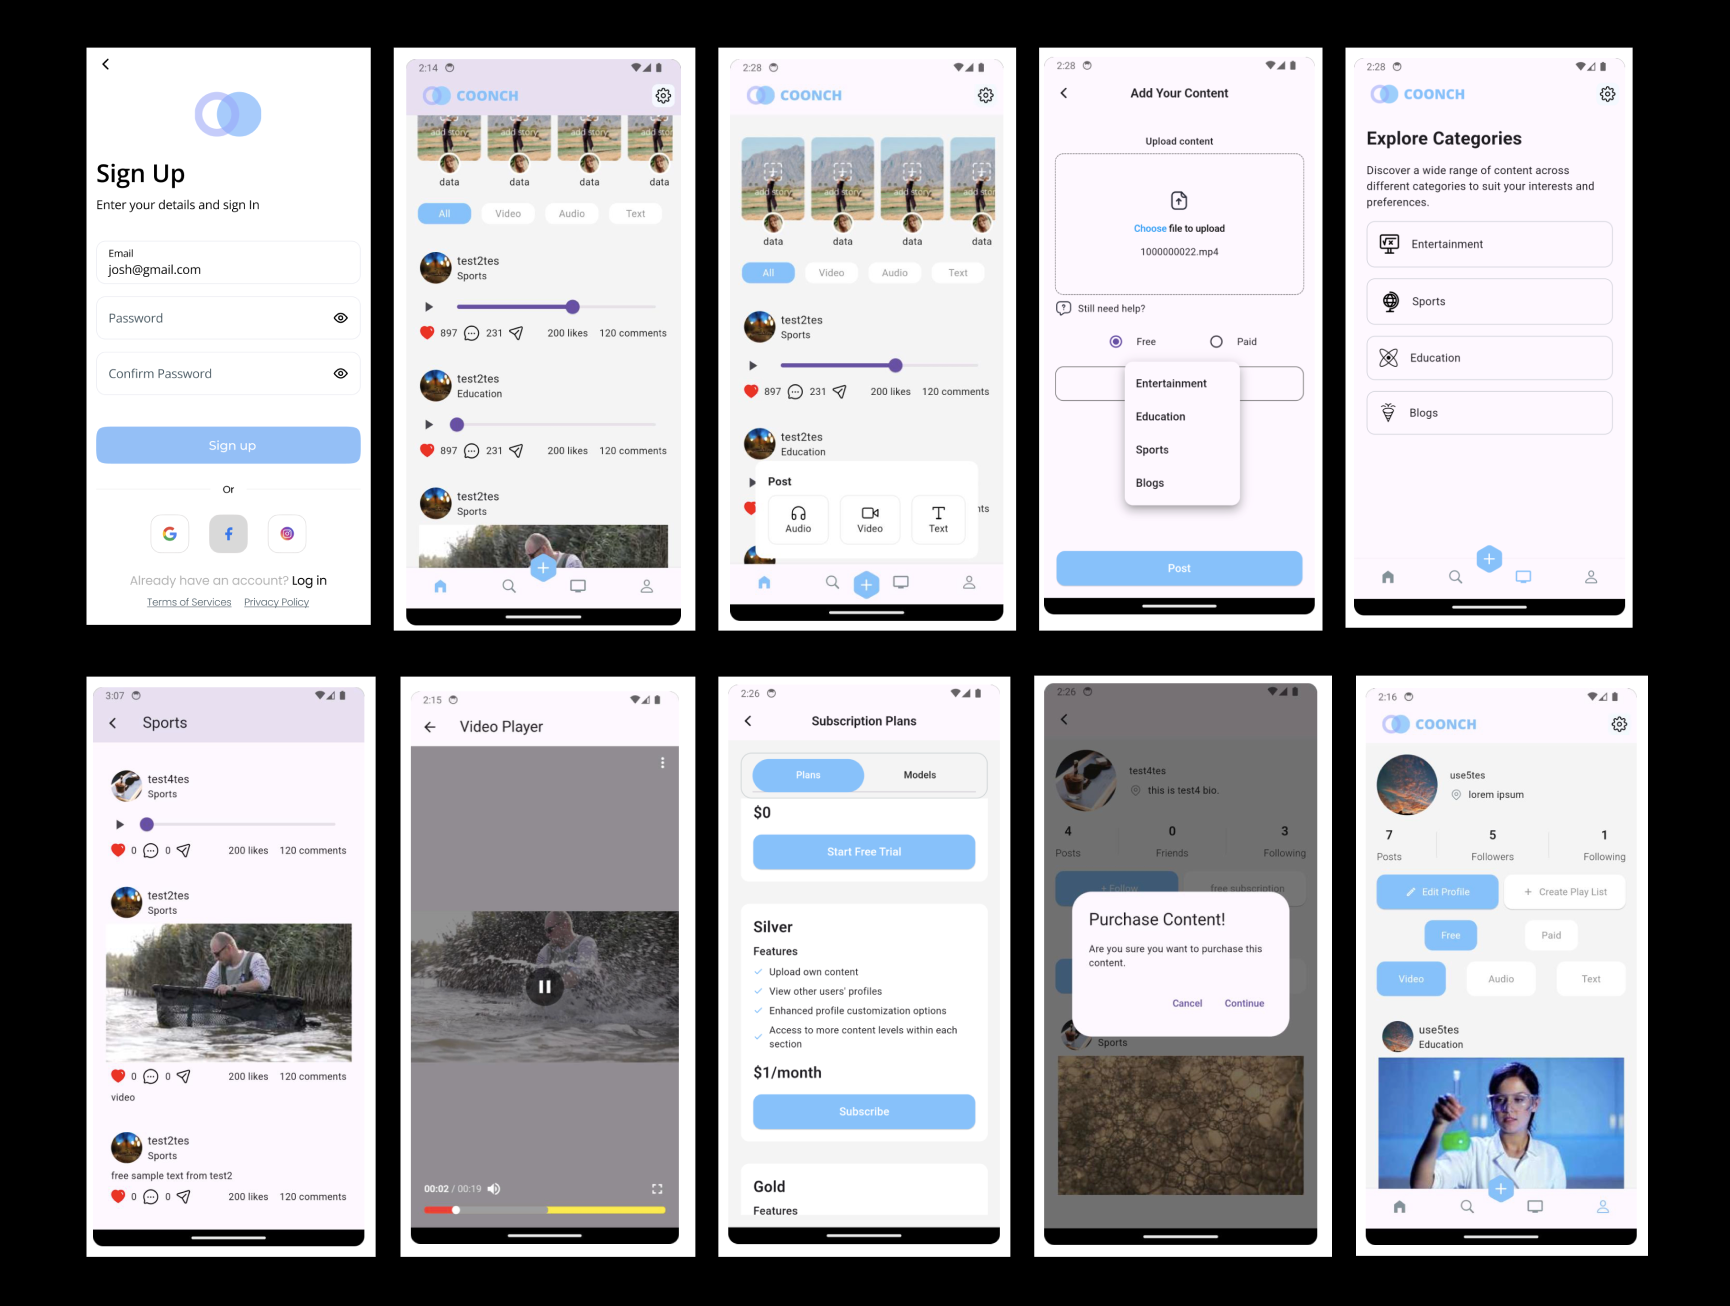 Sign Up
Enter your details and sign In
Email
josh@gmail.com
Password
Confirm Password
Sign up
Or
Already have an account? Log in
Terms of Services Privacy Policy
2:14
COONCH
add story add story add story add sto
data data data data
All Video Audio Text
test2tes
Sports
897 231 200 likes 120 comments
test2tes
Education
897 231 200 likes 120 comments
test2tes
Sports
2:28
COONCH
add story add story add story add sto
data data data data
All Video Audio Text
test2tes
Sports
897 231 200 likes 120 comments
test2tes
Education
Post
nts
Audio Video Text
2:28
Add Your Content
Upload content
Choose file to upload
1000000022.mp4
Still need help?
Free Paid
Entertainment
Education
Sports
Blogs
Post
2:28
COONCH
Explore Categories
Discover a wide range of content across
different categories to suit your interests and
preferences.
Entertainment
Sports
Education
Blogs
3:07
Sports
test4tes
Sports
0 0 200 likes 120 comments
test2tes
Sports
0 0 200 likes 120 comments
video
test2tes
Sports
free sample text from test2
0 0 200 likes 120 comments
2:15
Video Player
00:02 / 00:19
2:26
Subscription Plans
Plans Models
$0
Start Free Trial
Silver
Features
Upload own content
View other users' profiles
Enhanced profile customization options
Access to more content levels within each
section
$1/month
Subscribe
Gold
Features
2:26
test4tes
this is test4 bio.
4 0 3
Posts Friends Following
+ Follow free subscription
Purchase Content!
Are you sure you want to purchase this
content.
Cancel Continue
Sports
2:16
COONCH
use5tes
lorem ipsum
7 5 1
Posts Followers Following
Edit Profile + Create Play List
Free Paid
Video Audio Text
use5tes
Education